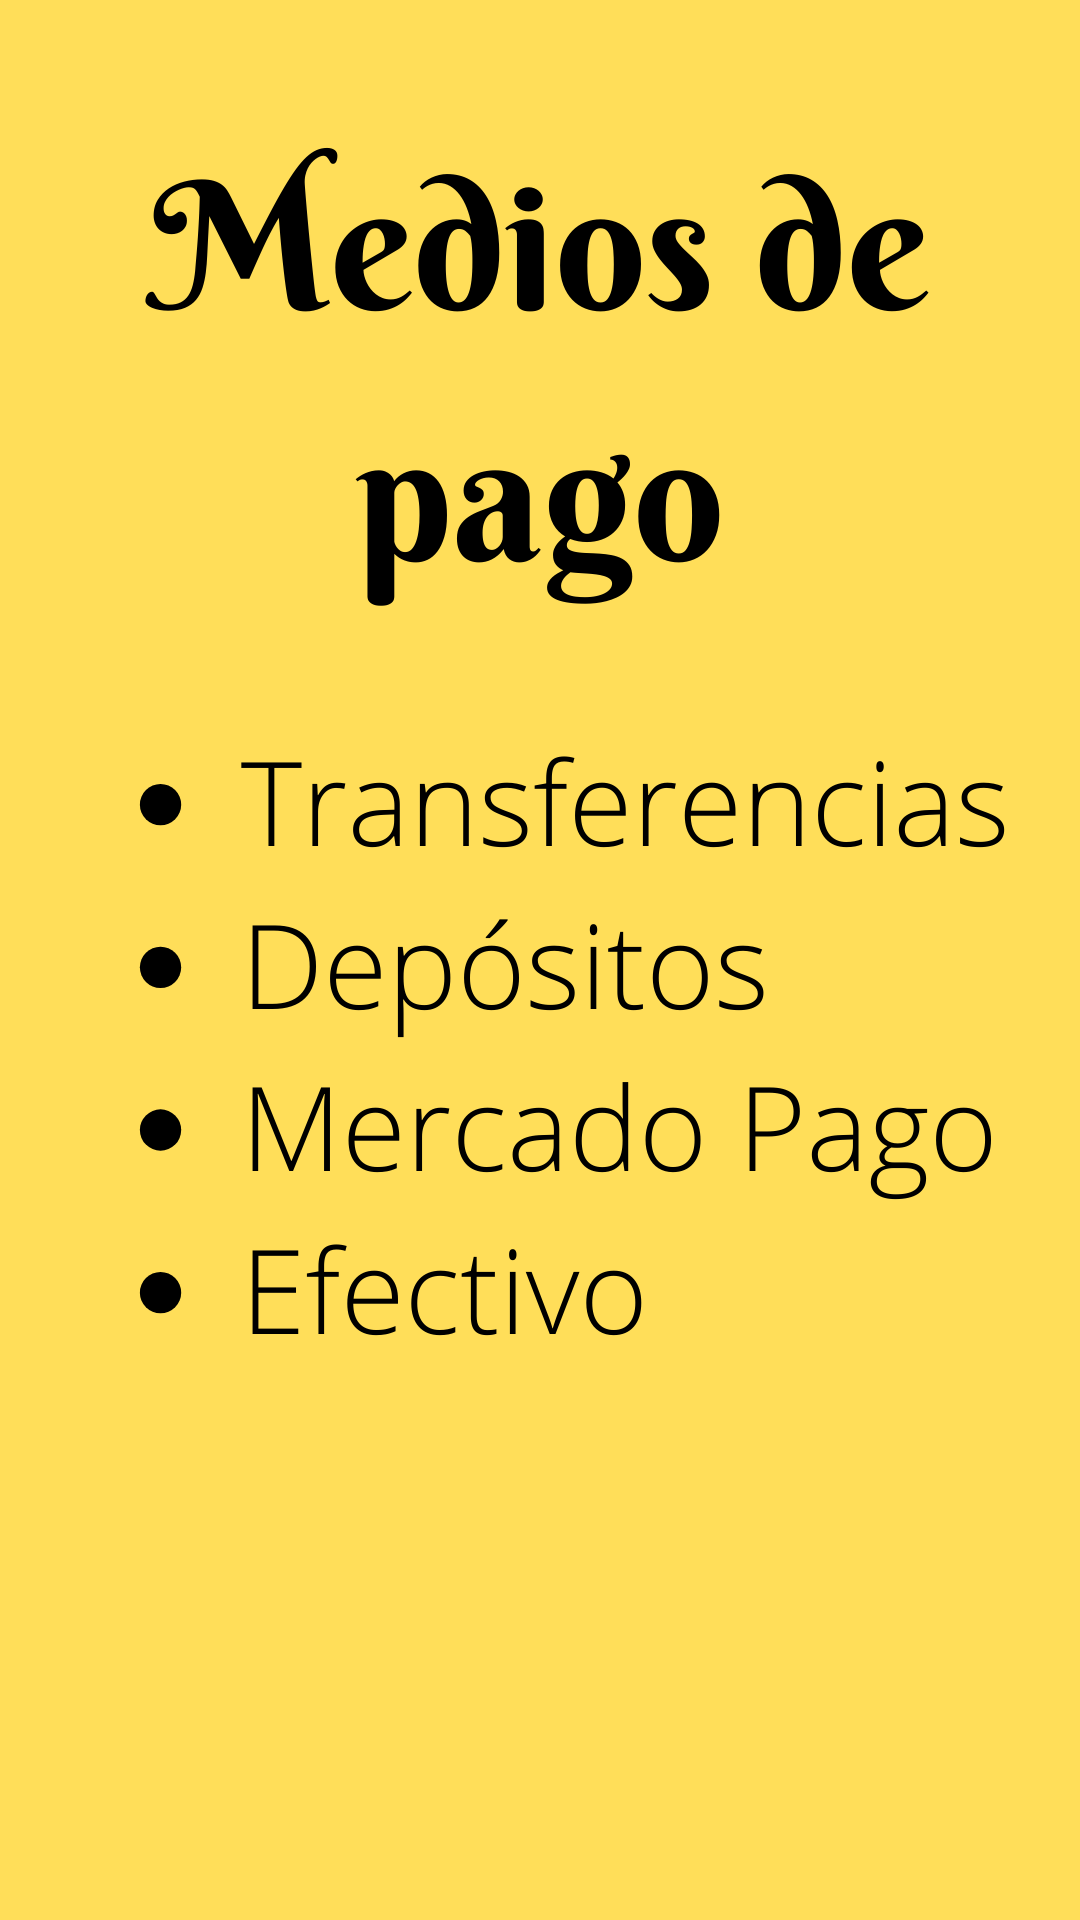 Medios de
pago
• Transferencias
• Depósitos
• Mercado Pago
• Efectivo